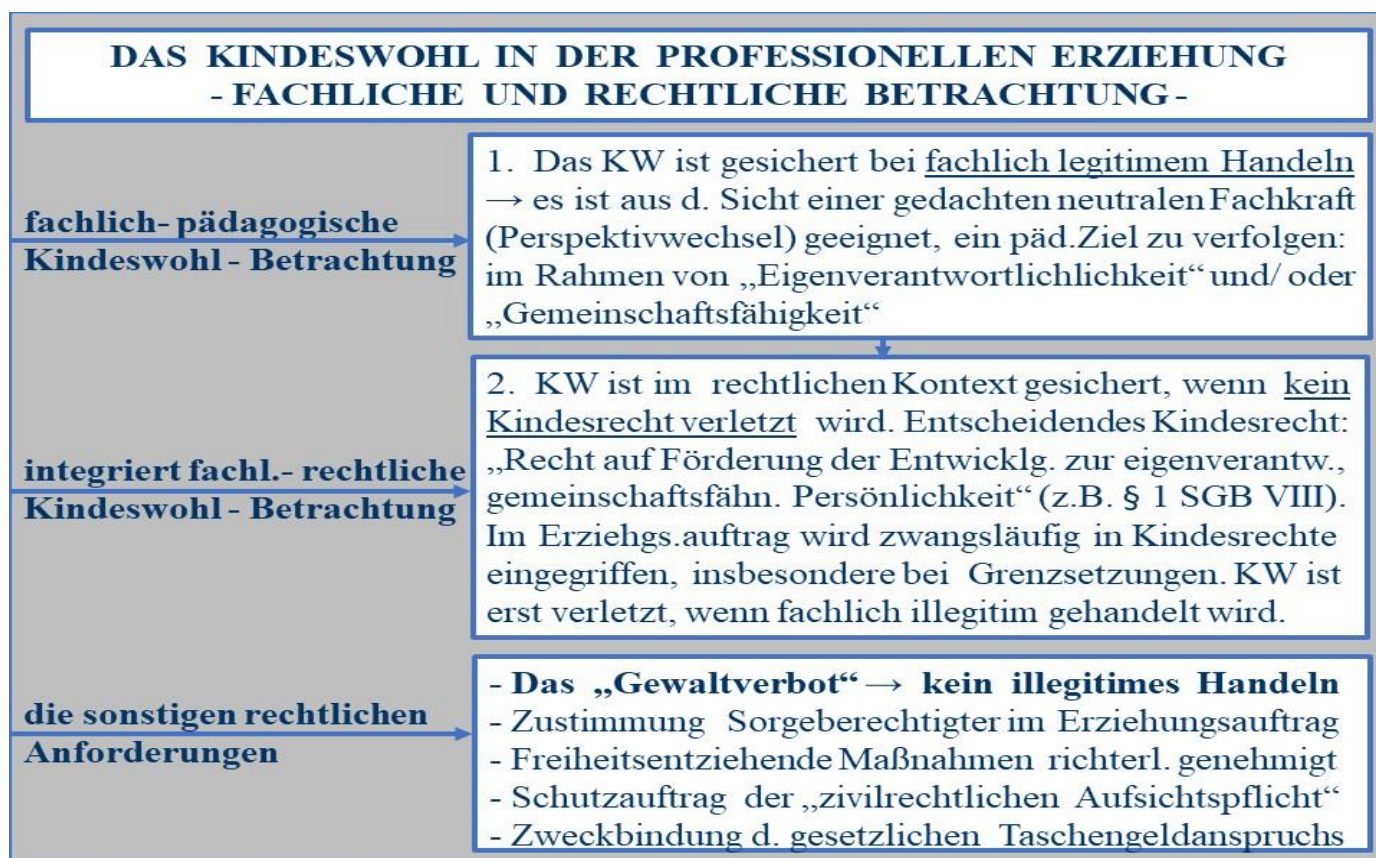 DAS KINDESWOHL IN DER PROFESSIONELLEN ERZIEHUNG
- FACHLICHE UND RECHTLICHE BETRACHTUNG -
fachlich- pädagogische
Kindeswohl - Betrachtung
1. Das KW ist gesichert bei fachlich legitimem Handeln
→ es ist aus d. Sicht einer gedachten neutralen Fachkraft
(Perspektivwechsel) geeignet, ein päd.Ziel zu verfolgen:
im Rahmen von „Eigenverantwortlichlichkeit“ und/ oder
„Gemeinschaftsfähigkeit“
integriert fachl.- rechtliche
Kindeswohl - Betrachtung
2. KW ist im rechtlichen Kontext gesichert, wenn kein
Kindesrecht verletzt wird. Entscheidendes Kindesrecht:
„Recht auf Förderung der Entwicklg. zur eigenverantw.,
gemeinschaftsfähn. Persönlichkeit“ (z.B. § 1 SGB VIII).
Im Erziehgs.auftrag wird zwangsläufig in Kindesrechte
eingegriffen, insbesondere bei Grenzsetzungen. KW ist
erst verletzt, wenn fachlich illegitim gehandelt wird.
die sonstigen rechtlichen
Anforderungen
- Das „Gewaltverbot“ → kein illegitimes Handeln
- Zustimmung Sorgeberechtigter im Erziehungsauftrag
- Freiheitsentziehende Maßnahmen richterl. genehmigt
- Schutzauftrag der „zivilrechtlichen Aufsichtspflicht“
- Zweckbindung d. gesetzlichen Taschengeldanspruchs